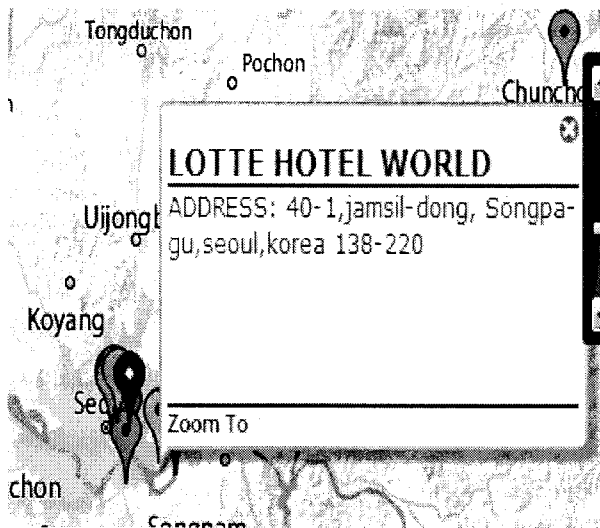 Tongduchon
Pochon
Chuncho
LOTTE HOTEL WORLD
ADDRESS: 40-1,jamsil-dong, Songpa-
gu,seoul,korea 138-220
Uijongb
Koyang
Seo
Zoom To
chon
Songnam